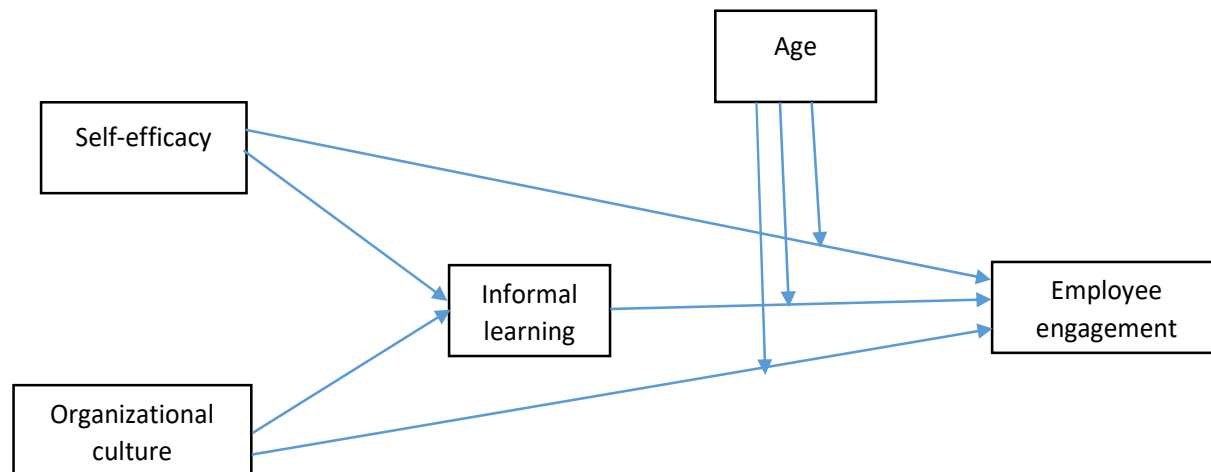 Age
Self-efficacy
Informal
learning
Employee
engagement
Organizational
culture